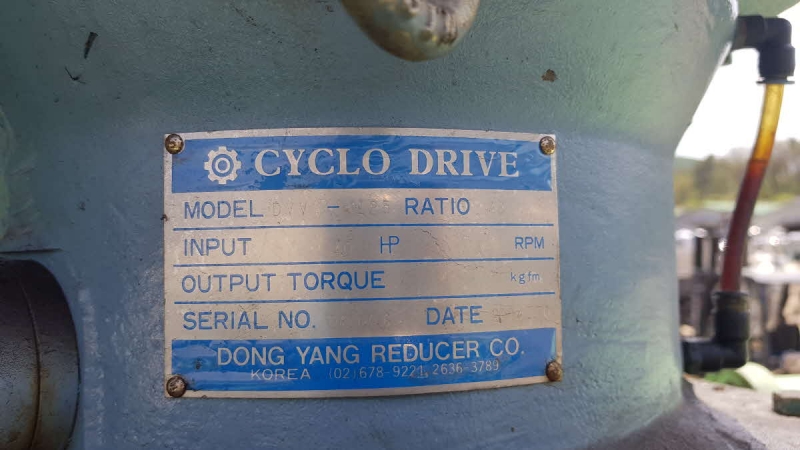 CYCLO DRIVE
MODEL - RATIO
INPUT HP RPM
OUTPUT TORQUE kgfm
SERIAL NO. DATE
DONG YANG REDUCER CO.
KOREA (02)678-9221, 2636-3789